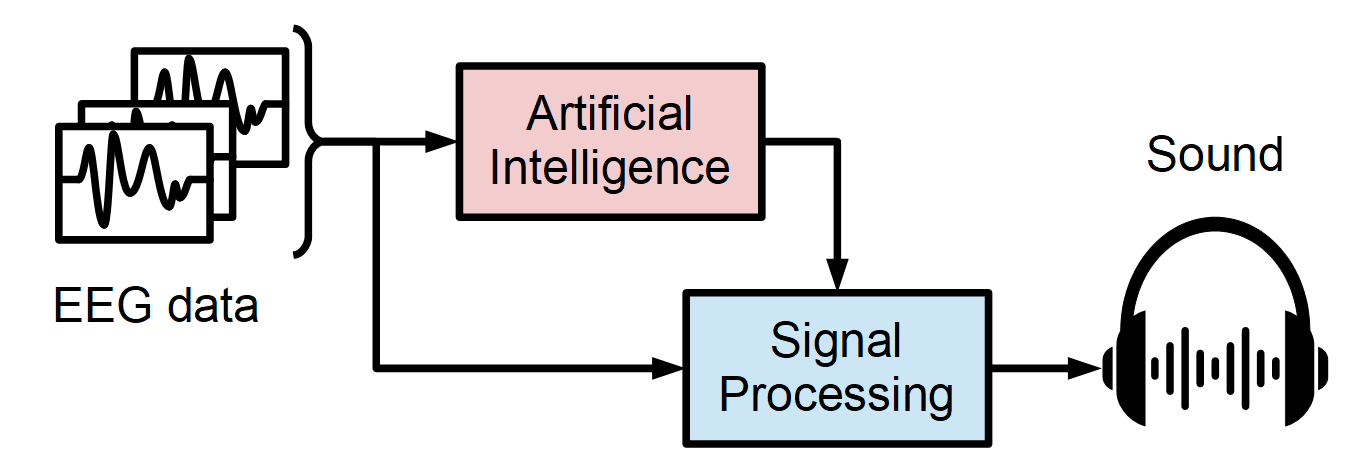 Artificial
Intelligence
Sound
EEG data
Signal
Processing